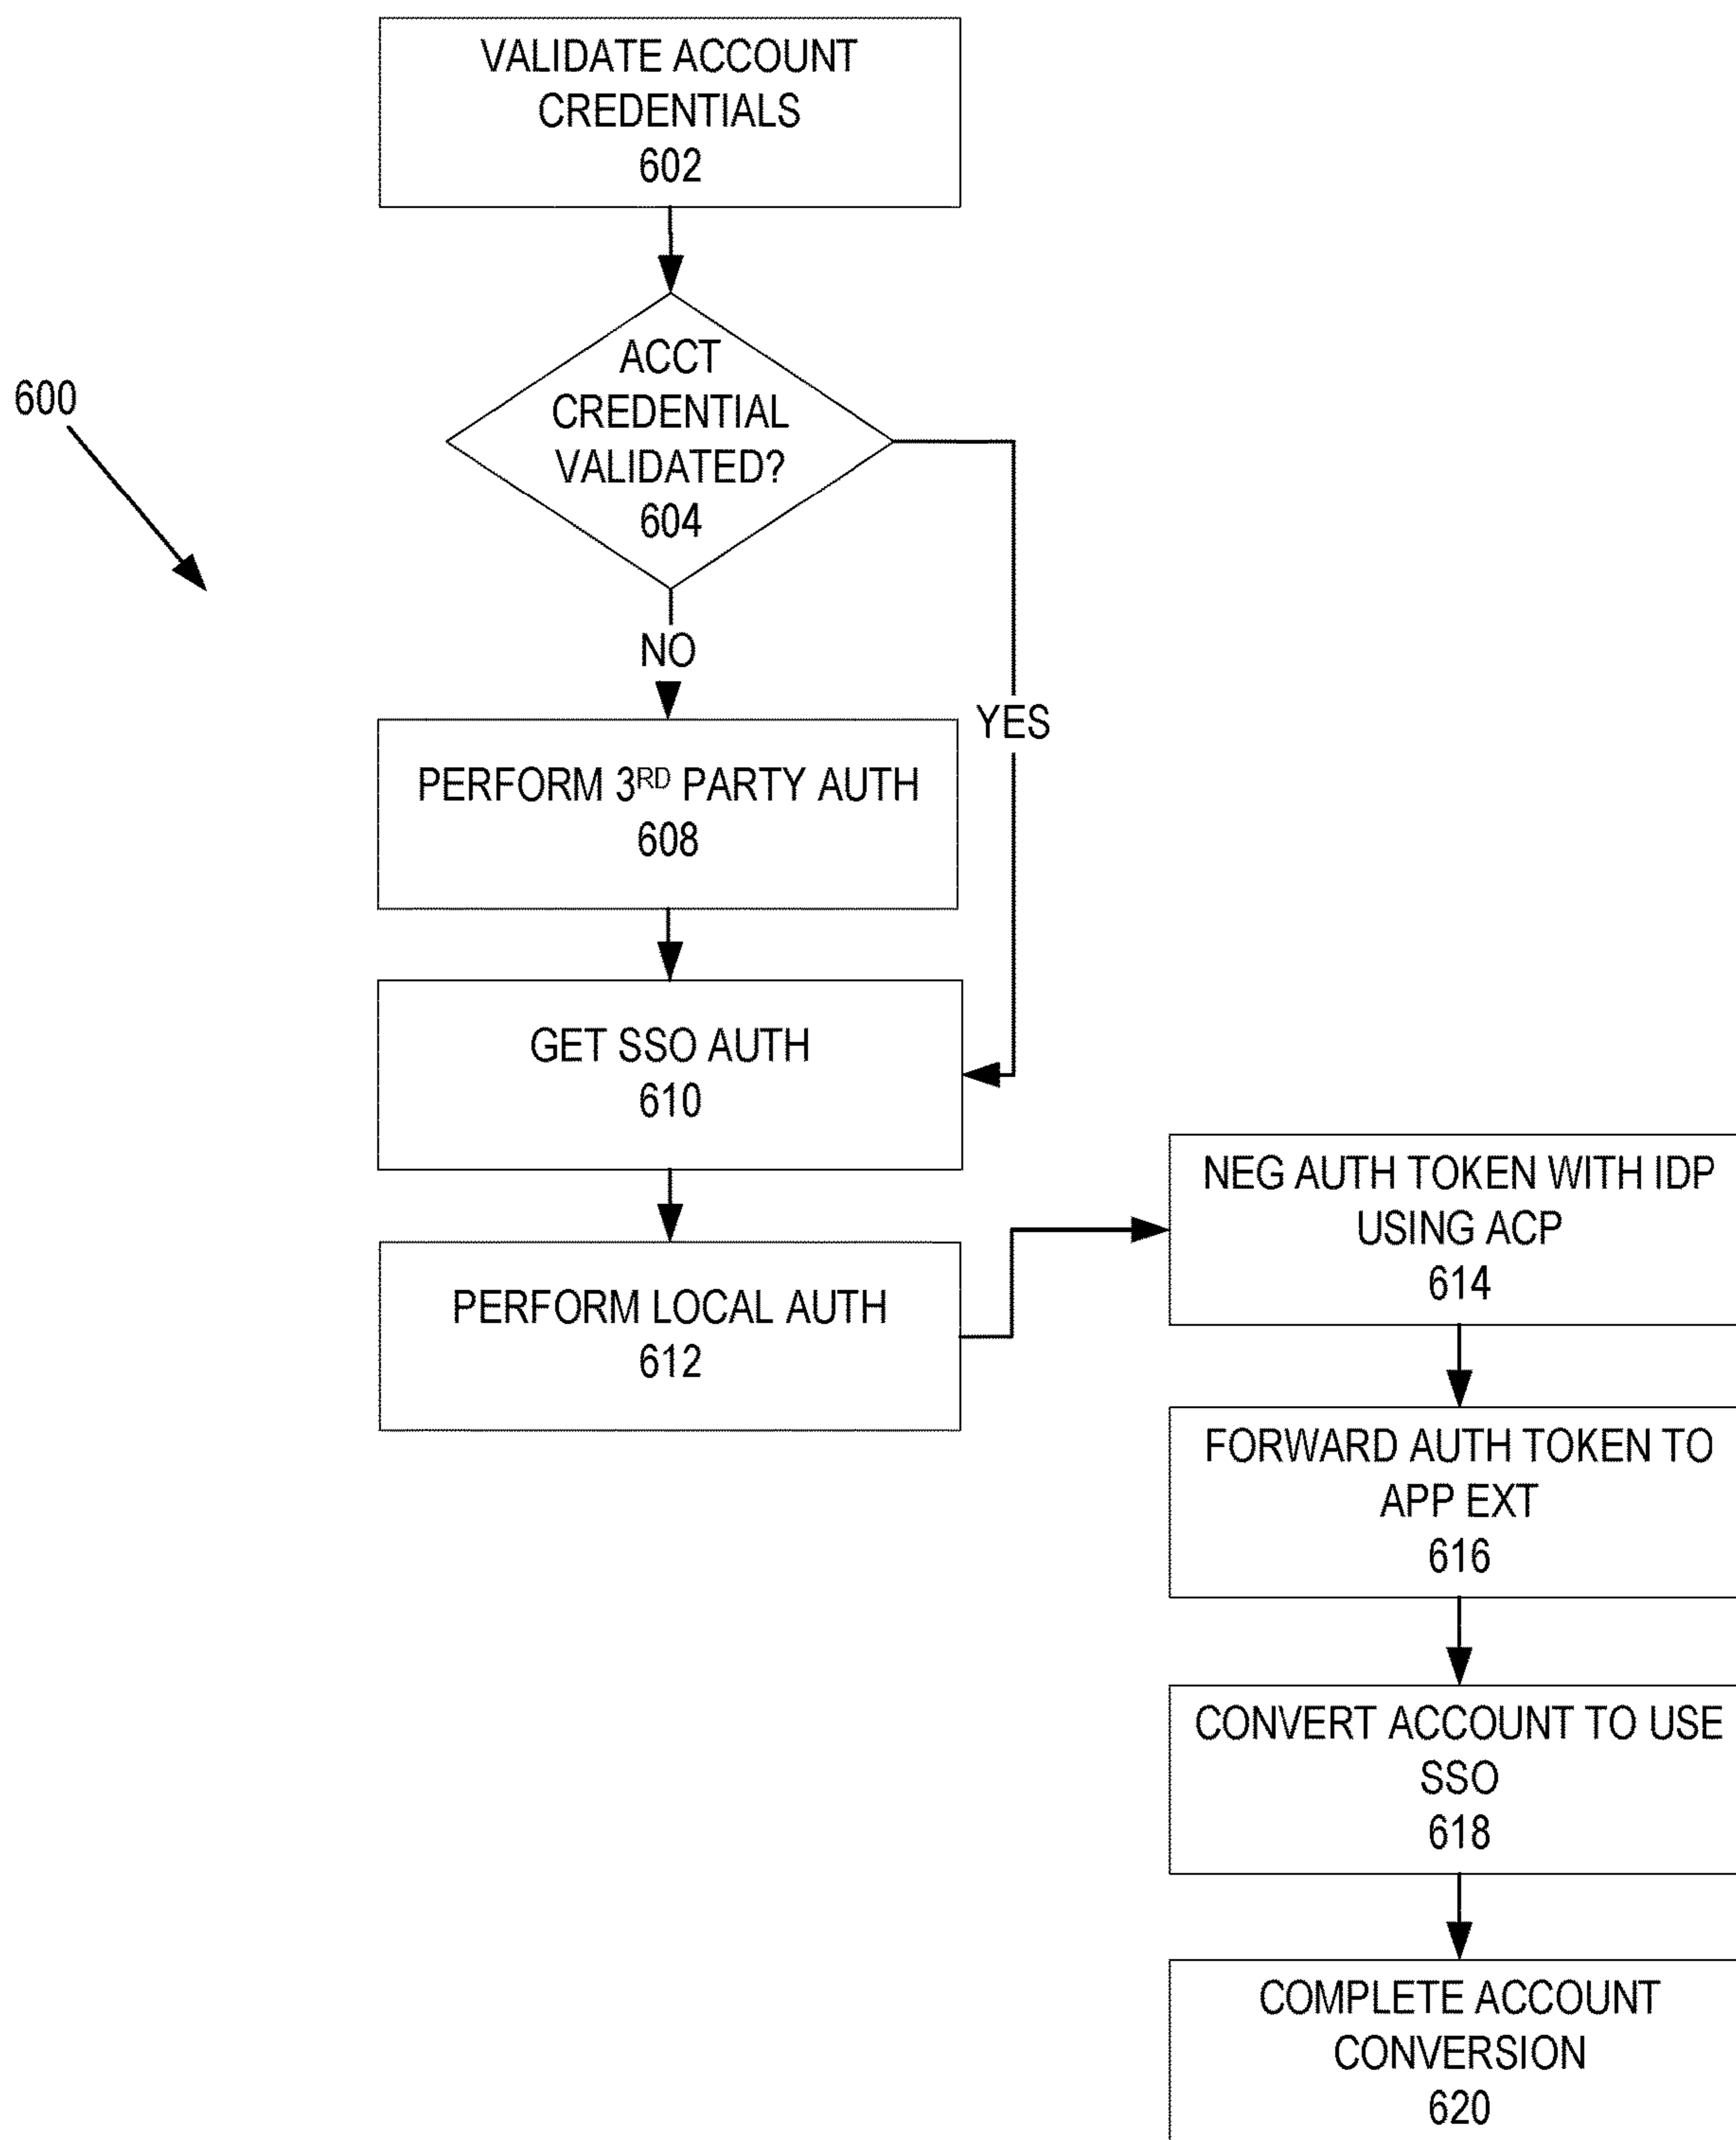 VALIDATE ACCOUNT
CREDENTIALS
602
ACCT
CREDENTIAL
VALIDATED?
604
600
NO
YES
PERFORM 3RD PARTY AUTH
608
GET SSO AUTH
610
PERFORM LOCAL AUTH
612
NEG AUTH TOKEN WITH IDP
USING ACP
614
FORWARD AUTH TOKEN TO
APP EXT
616
CONVERT ACCOUNT TO USE
SSO
618
COMPLETE ACCOUNT
CONVERSION
620